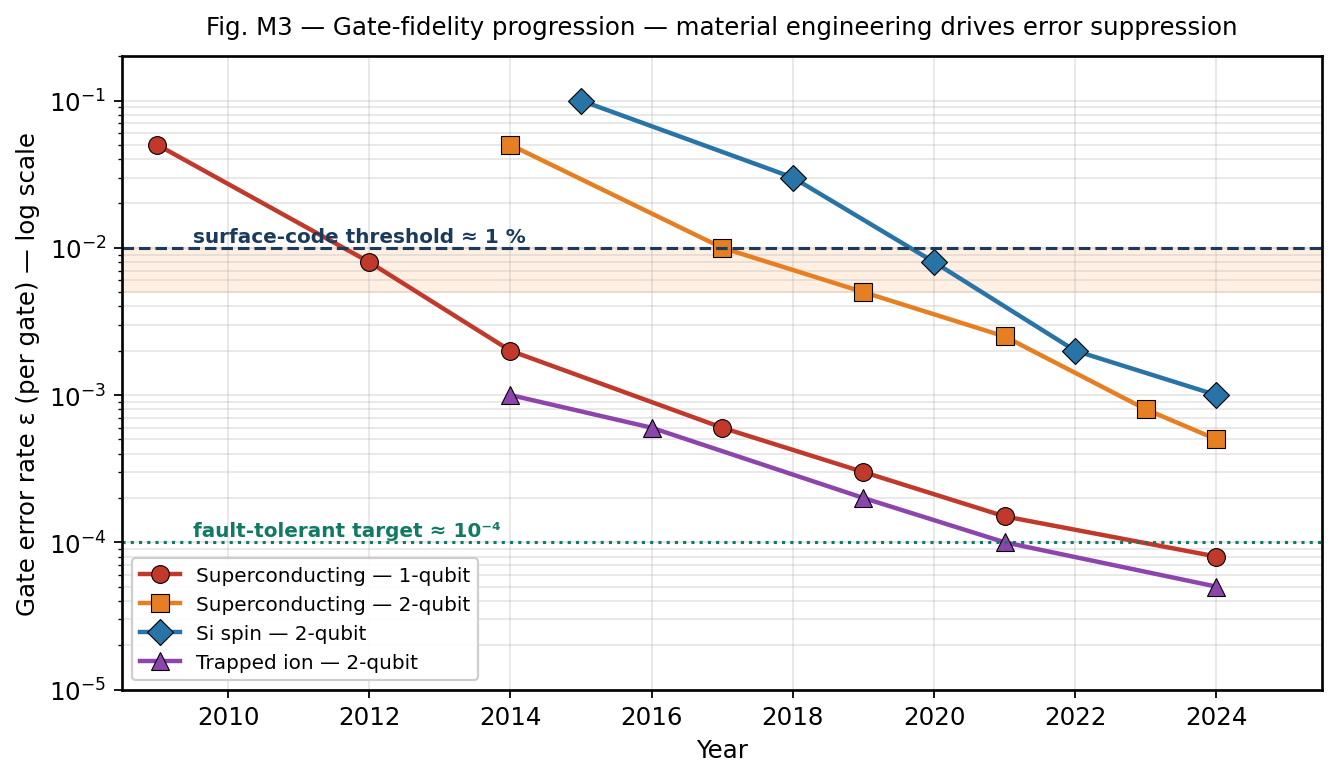 Fig. M3 — Gate-fidelity progression — material engineering drives error suppression
Gate error rate ε (per gate) — log scale
10⁻¹
10⁻²
10⁻³
10⁻⁴
10⁻⁵
surface-code threshold ≈ 1 %
fault-tolerant target ≈ 10⁻⁴
Superconducting — 1-qubit
Superconducting — 2-qubit
Si spin — 2-qubit
Trapped ion — 2-qubit
2010 2012 2014 2016 2018 2020 2022 2024
Year